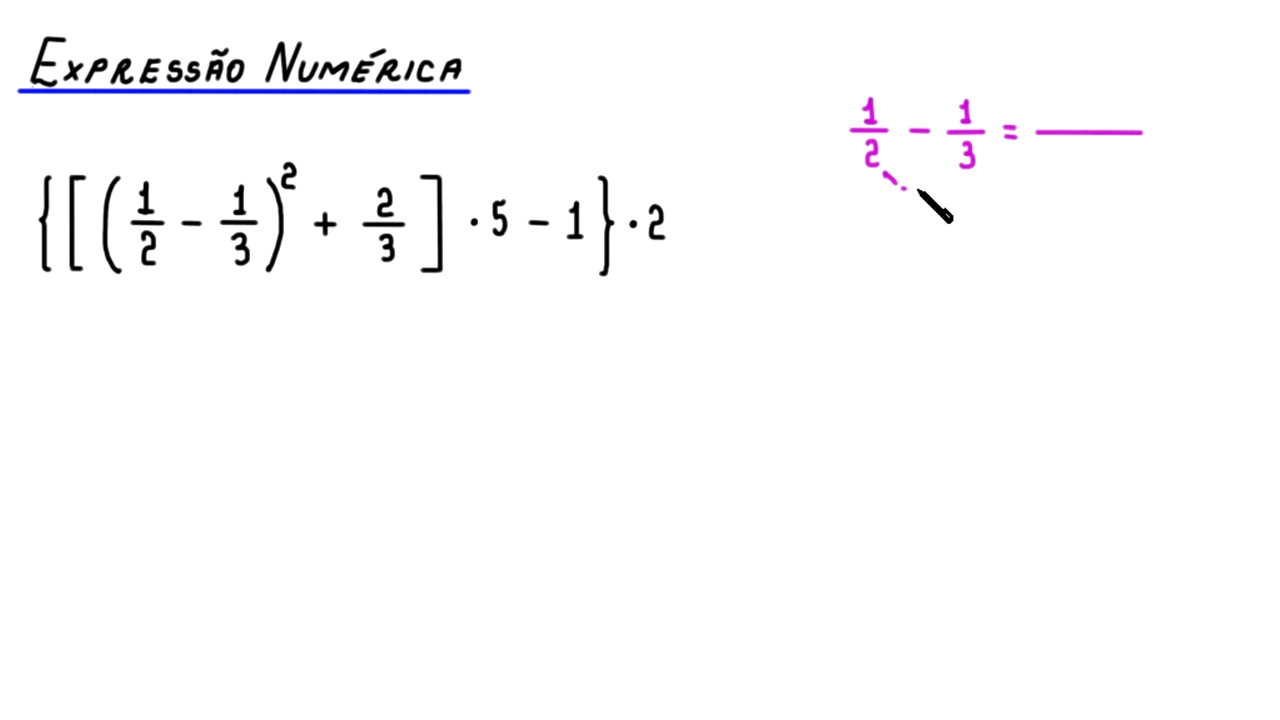 EXPRESSÃO NUMÉRICA
1/2 - 1/3 =
{[(1/2 - 1/3)² + 2/3] · 5 - 1} · 2